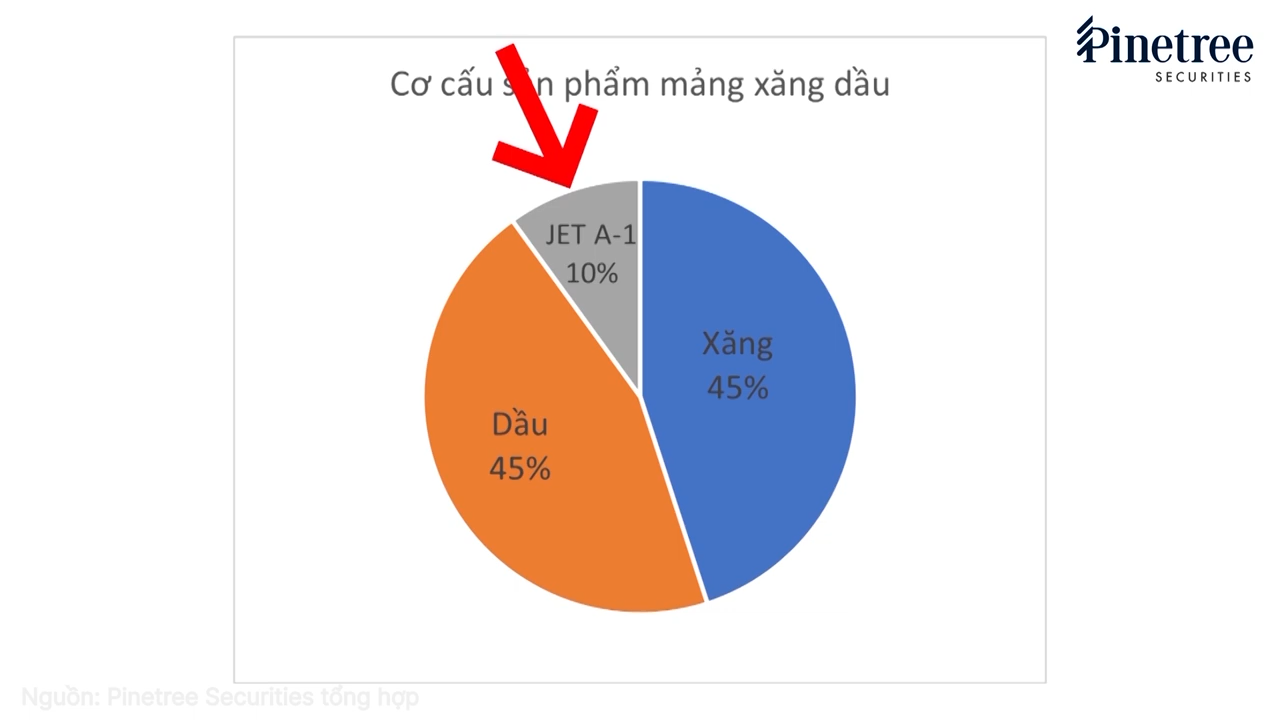 Pinetree
SECURITIES
Cơ cấu sản phẩm mảng xăng dầu
JET A-1
10%
Xăng
45%
Dầu
45%
Nguồn: Pinetree Securities tổng hợp